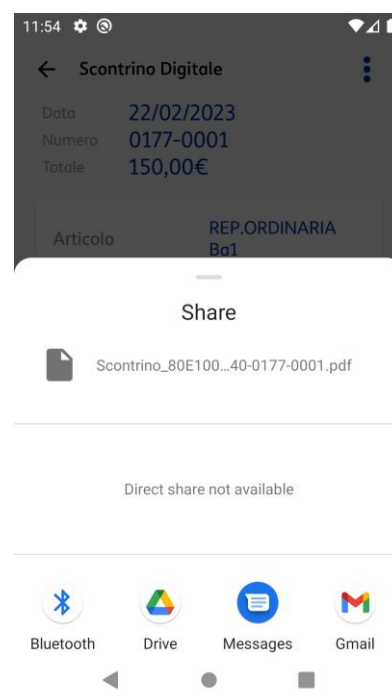 11:54
Scontrino Digitale
Data 22/02/2023
Numero 0177-0001
Totale 150,00€
Articolo REP.ORDINARIA
Ba1
Share
Scontrino_80E100...40-0177-0001.pdf
Direct share not available
Bluetooth Drive Messages Gmail